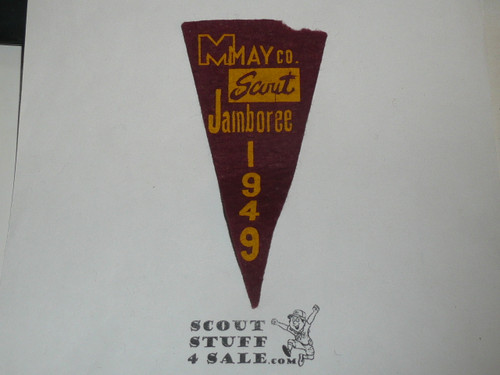 M MAY CO.
Scout
Jamboree
1
9
4
9
SCOUT
STUFF
4 SALE.com